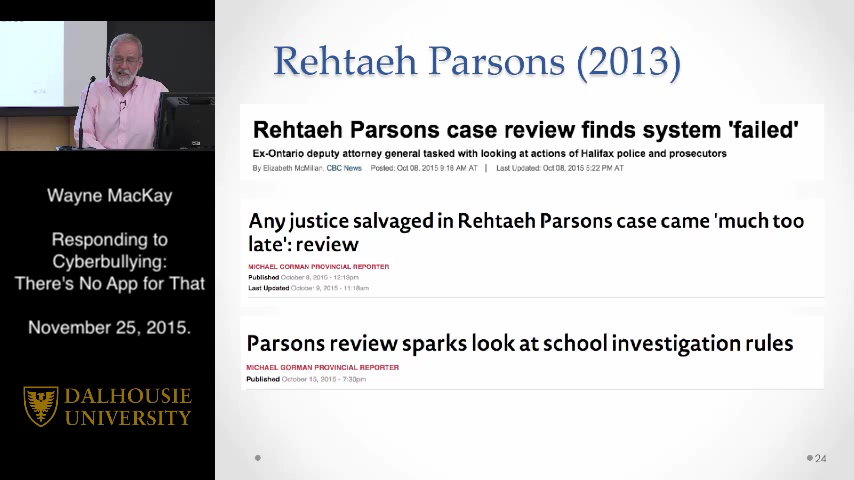 Rehtaeh Parsons (2013)
Rehtaeh Parsons case review finds system 'failed'
Ex-Ontario deputy attorney general tasked with looking at actions of Halifax police and prosecutors
By Elizabeth McMillan, CBC News Posted: Oct 08, 2015 9:18 AM AT | Last Updated: Oct 08, 2015 5:22 PM AT
Any justice salvaged in Rehtaeh Parsons case came 'much too
late': review
MICHAEL GORMAN PROVINCIAL REPORTER
Published October 8, 2015 - 12:13pm
Last Updated October 9, 2015 - 11:18am
Parsons review sparks look at school investigation rules
MICHAEL GORMAN PROVINCIAL REPORTER
Published October 15, 2015 - 7:30pm
24
Wayne MacKay
Responding to
Cyberbullying:
There's No App for That
November 25, 2015.
DALHOUSIE
UNIVERSITY